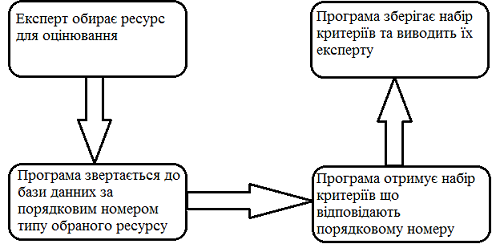 Експерт обирає ресурс
для оцінювання
Програма звертається до
бази данних за
порядковим номером
типу обраного ресурсу
Програма отримує набір
критеріїв що
відповідають
порядковому номеру
Програма зберігає набір
критеріїв та виводить їх
експерту